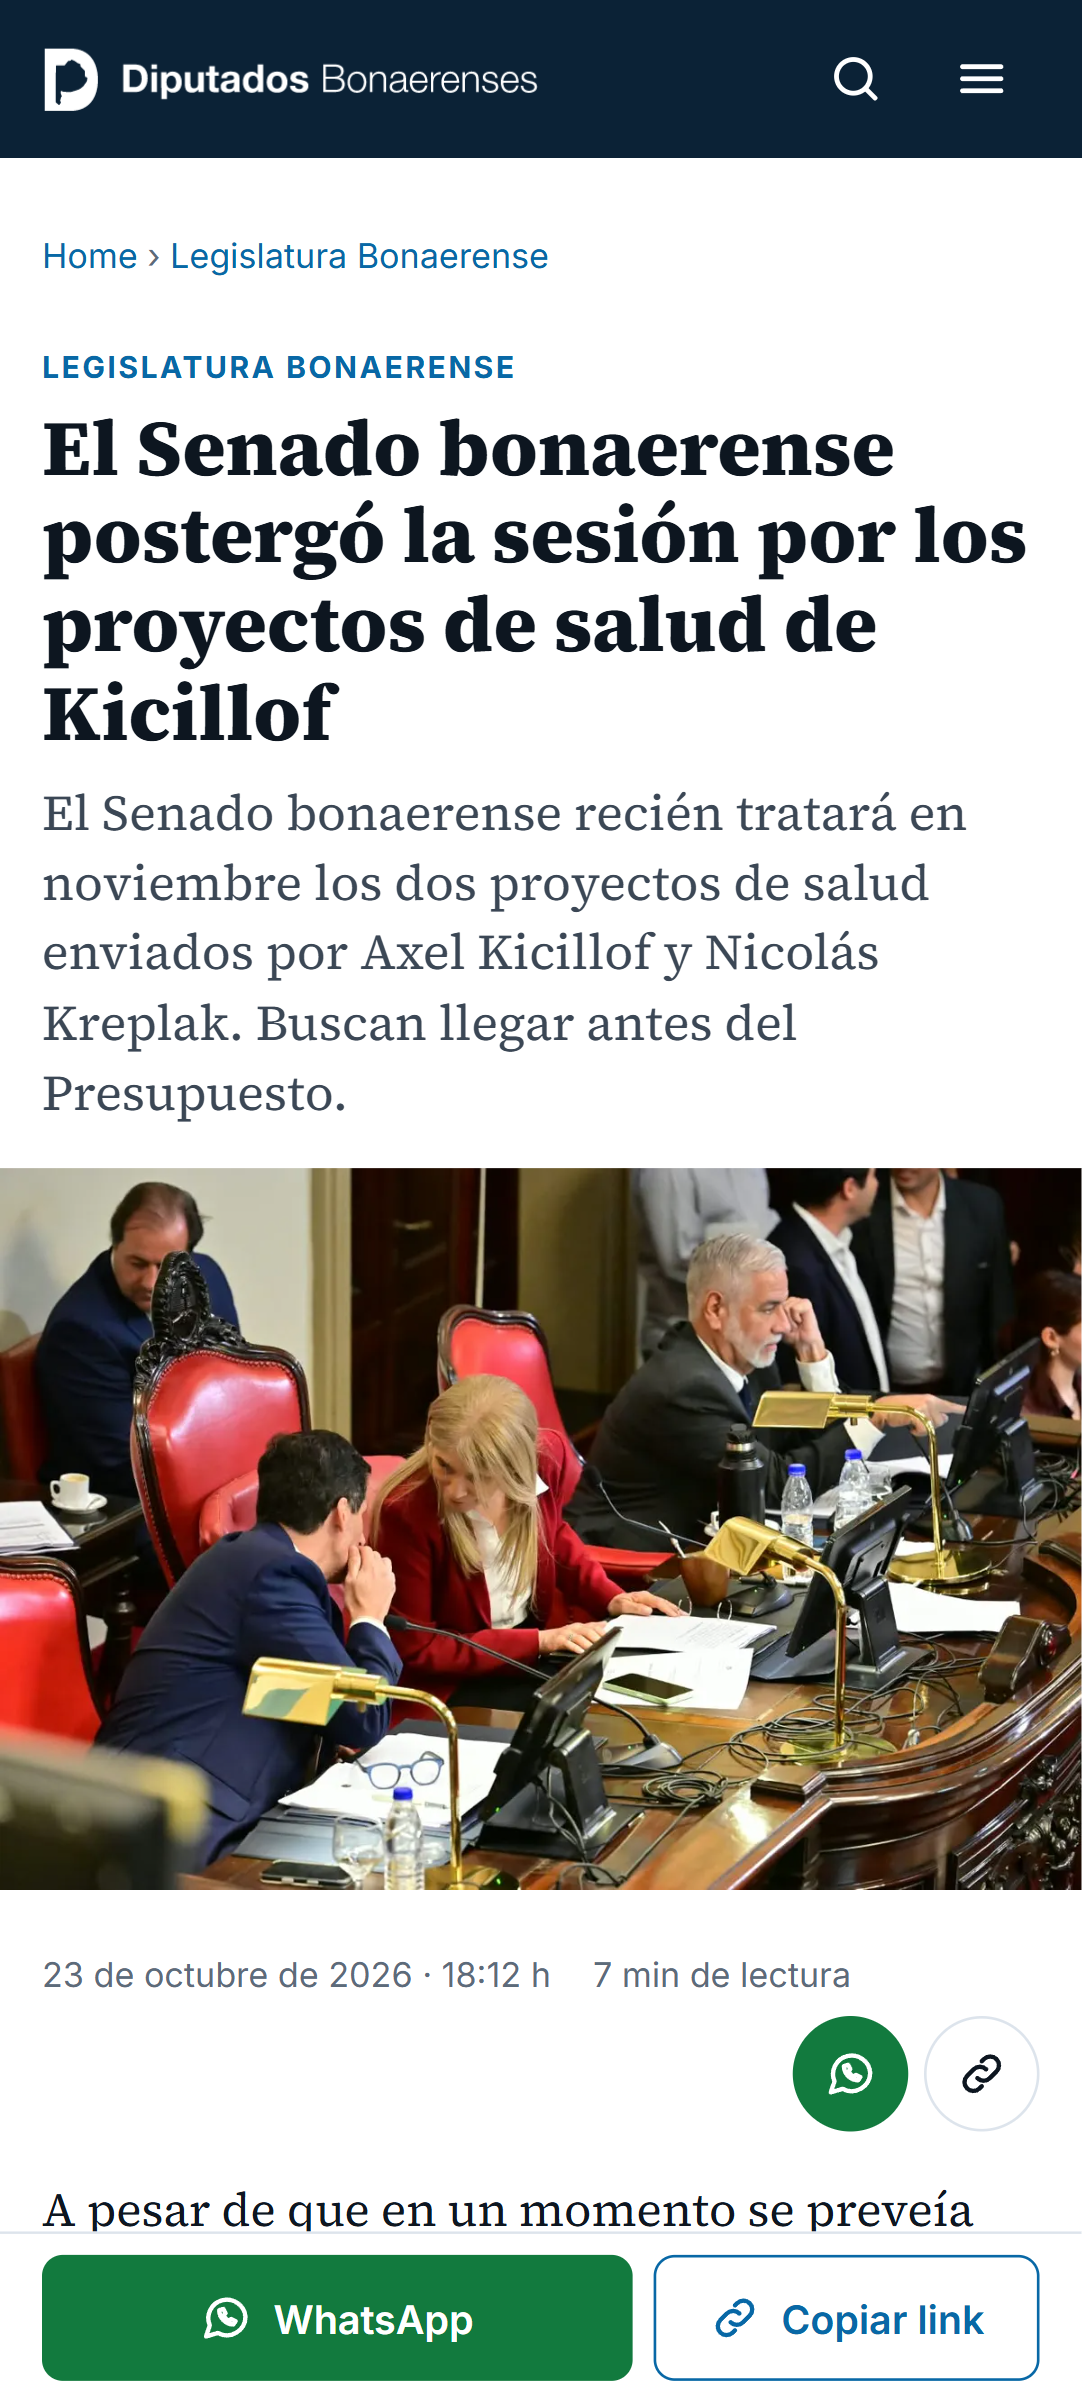 Diputados Bonaerenses
Home › Legislatura Bonaerense
LEGISLATURA BONAERENSE
El Senado bonaerense
postergó la sesión por los
proyectos de salud de
Kicillof
El Senado bonaerense recién tratará en
noviembre los dos proyectos de salud
enviados por Axel Kicillof y Nicolás
Kreplak. Buscan llegar antes del
Presupuesto.
23 de octubre de 2026 · 18:12 h 7 min de lectura
A pesar de que en un momento se preveía
WhatsApp Copiar link